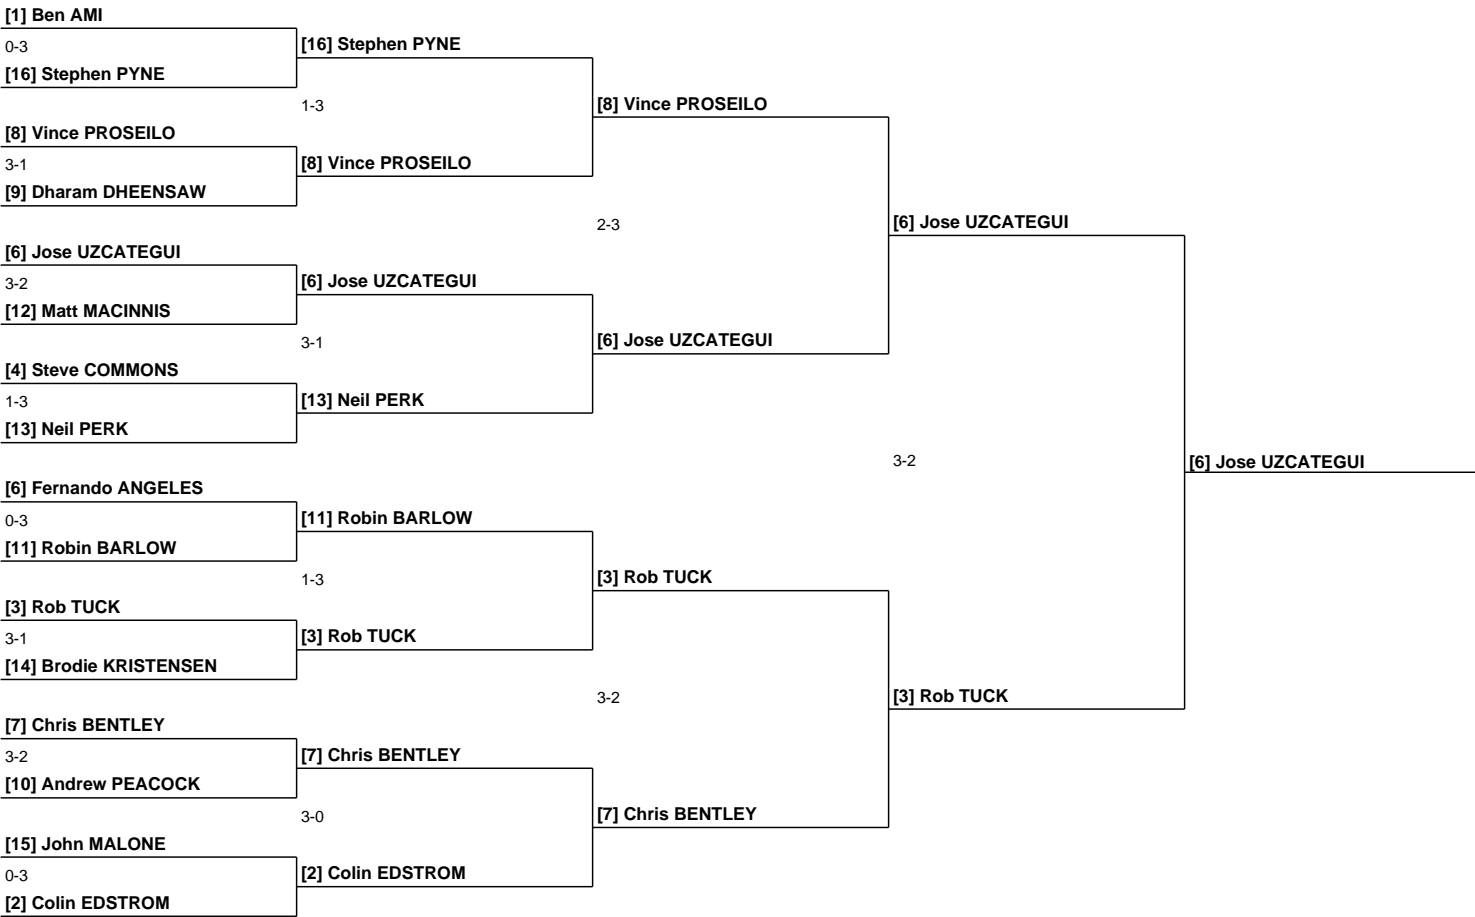 [1] Ben AMI
0-3
[16] Stephen PYNE
[16] Stephen PYNE
1-3
[8] Vince PROSEILO
[8] Vince PROSEILO
3-1
[8] Vince PROSEILO
[9] Dharam DHEENSAW
2-3
[6] Jose UZCATEGUI
[6] Jose UZCATEGUI
3-2
[6] Jose UZCATEGUI
[12] Matt MACINNIS
3-1
[6] Jose UZCATEGUI
[4] Steve COMMONS
1-3
[13] Neil PERK
[13] Neil PERK
3-2
[6] Jose UZCATEGUI
[6] Fernando ANGELES
0-3
[11] Robin BARLOW
[11] Robin BARLOW
1-3
[3] Rob TUCK
[3] Rob TUCK
3-1
[3] Rob TUCK
[14] Brodie KRISTENSEN
3-2
[3] Rob TUCK
[7] Chris BENTLEY
3-2
[7] Chris BENTLEY
[10] Andrew PEACOCK
3-0
[7] Chris BENTLEY
[15] John MALONE
0-3
[2] Colin EDSTROM
[2] Colin EDSTROM